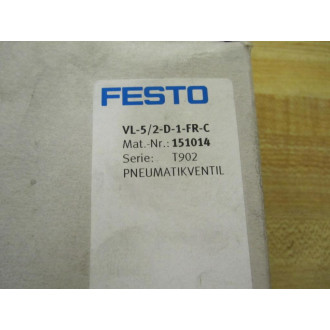 FESTO
VL-5/2-D-1-FR-C
Mat.-Nr.: 151014
Serie: T902
PNEUMATIKVENTIL